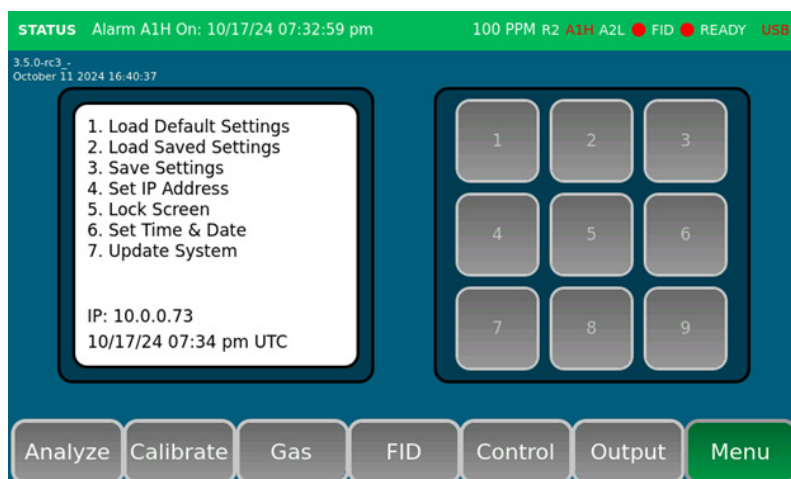 STATUS Alarm A1H On: 10/17/24 07:32:59 pm 100 PPM R2 A1H A2L FID READY USB
3.5.0-rc3_-
October 11 2024 16:40:37
1. Load Default Settings
2. Load Saved Settings
3. Save Settings
4. Set IP Address
5. Lock Screen
6. Set Time & Date
7. Update System
IP: 10.0.0.73
10/17/24 07:34 pm UTC
1 2 3
4 5 6
7 8 9
Analyze Calibrate Gas FID Control Output Menu